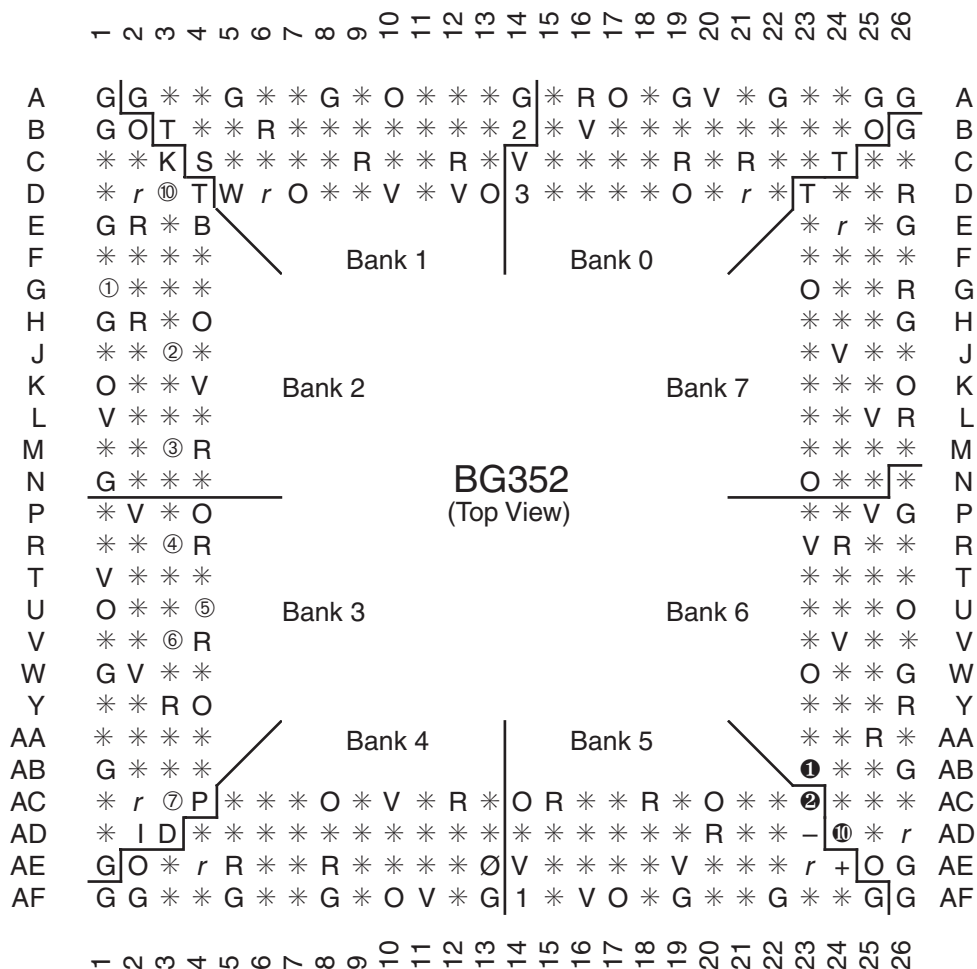 1 2 3 4 5 6 7 8 9 10 11 12 13 14 15 16 17 18 19 20 21 22 23 24 25 26
A G G ✳ ✳ G ✳ ✳ G ✳ O ✳ ✳ ✳ G ✳ R O ✳ G V ✳ G ✳ ✳ G G A
B G O T ✳ ✳ R ✳ ✳ ✳ ✳ ✳ ✳ ✳ 2 ✳ V ✳ ✳ ✳ ✳ ✳ ✳ ✳ ✳ O G B
C ✳ ✳ K S ✳ ✳ ✳ ✳ R ✳ ✳ R ✳ V ✳ ✳ ✳ ✳ R ✳ R ✳ ✳ T ✳ ✳ C
D ✳ r ⑩ T W r O ✳ ✳ V ✳ V O 3 ✳ ✳ ✳ ✳ O ✳ r ✳ T ✳ ✳ R D
E G R ✳ B ✳ r ✳ G E
F ✳ ✳ ✳ ✳ Bank 1 Bank 0 ✳ ✳ ✳ ✳ F
G ① ✳ ✳ ✳ O ✳ ✳ R G
H G R ✳ O ✳ ✳ ✳ G H
J ✳ ✳ ② ✳ ✳ V ✳ ✳ J
K O ✳ ✳ V Bank 2 Bank 7 ✳ ✳ ✳ O K
L V ✳ ✳ ✳ ✳ ✳ V R L
M ✳ ✳ ③ R ✳ ✳ ✳ ✳ M
N G ✳ ✳ ✳ BG352 O ✳ ✳ ✳ N
P ✳ V ✳ O (Top View) ✳ ✳ V G P
R ✳ ✳ ④ R V R ✳ ✳ R
T V ✳ ✳ ✳ ✳ ✳ ✳ ✳ T
U O ✳ ✳ ⑤ Bank 3 Bank 6 ✳ ✳ ✳ O U
V ✳ ✳ ⑥ R ✳ V ✳ ✳ V
W G V ✳ ✳ O ✳ ✳ G W
Y ✳ ✳ R O ✳ ✳ ✳ R Y
AA ✳ ✳ ✳ ✳ Bank 4 Bank 5 ✳ ✳ R ✳ AA
AB G ✳ ✳ ✳ ❶ ✳ ✳ G AB
AC ✳ r ⑦ P ✳ ✳ ✳ O ✳ V ✳ R ✳ O R ✳ ✳ R ✳ O ✳ ✳ ❷ ✳ ✳ ✳ AC
AD ✳ I D ✳ ✳ ✳ ✳ ✳ ✳ ✳ ✳ ✳ ✳ ✳ ✳ ✳ ✳ ✳ ✳ R ✳ ✳ – ❿ ✳ r AD
AE G O ✳ r R ✳ ✳ R ✳ ✳ ✳ ✳ Ø V ✳ ✳ ✳ ✳ V ✳ ✳ ✳ r + O G AE
AF G G ✳ ✳ G ✳ ✳ G ✳ O V ✳ G 1 ✳ V O ✳ G ✳ ✳ G ✳ ✳ G G AF
1 2 3 4 5 6 7 8 9 10 11 12 13 14 15 16 17 18 19 20 21 22 23 24 25 26